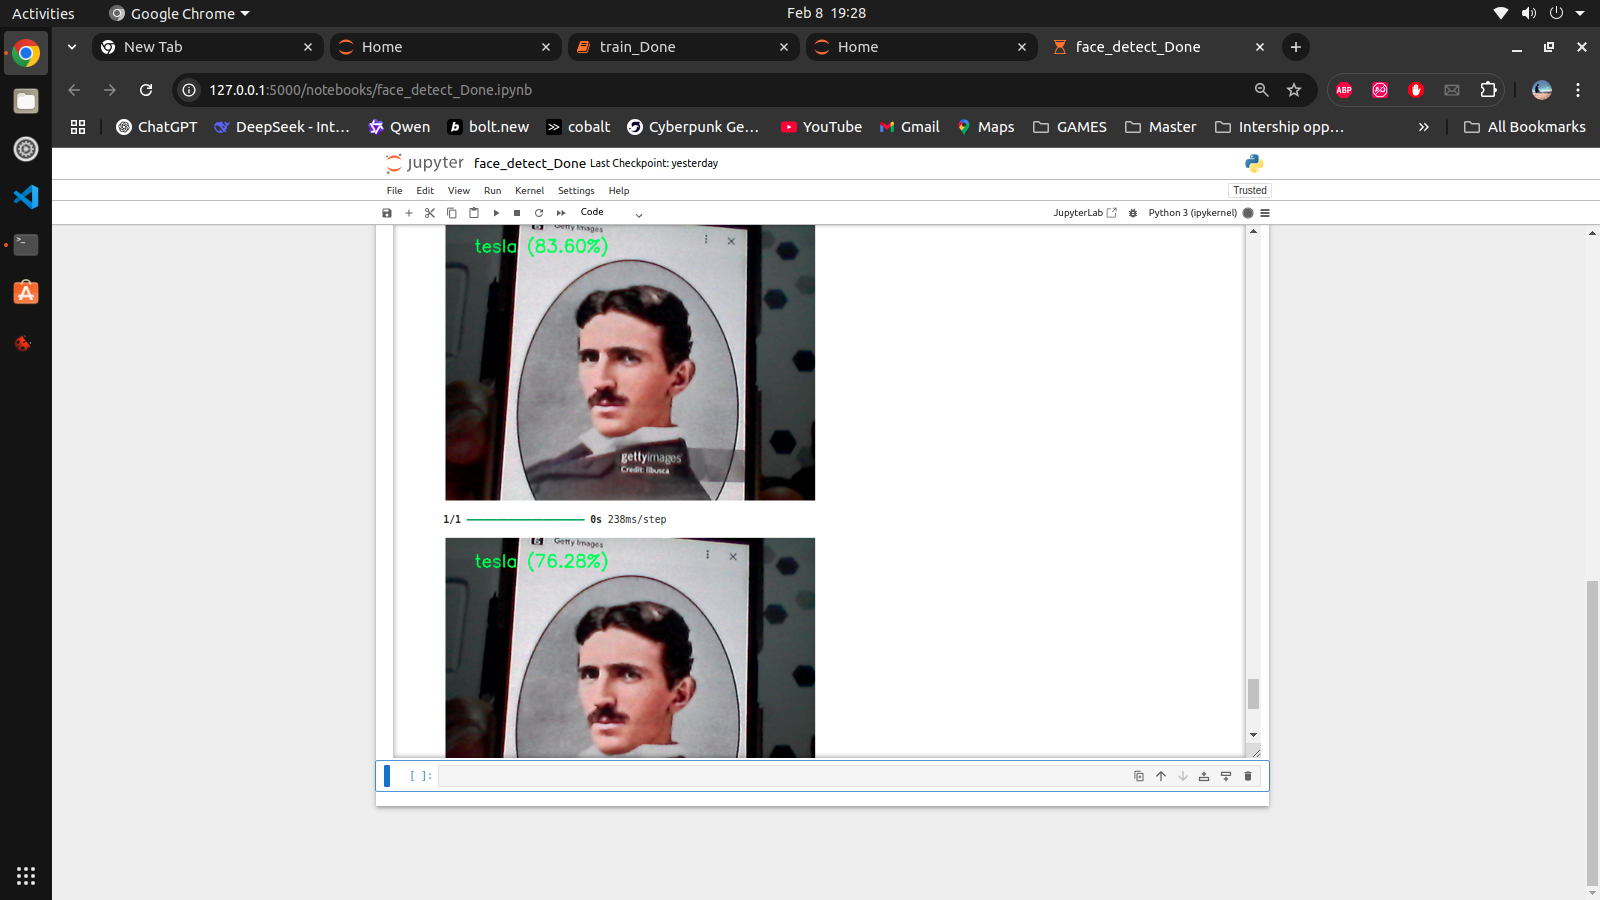 Activities Google Chrome Feb 8 19:28
New Tab Home train_Done Home face_detect_Done
127.0.0.1:5000/notebooks/face_detect_Done.ipynb ABP
ChatGPT DeepSeek - Int... Qwen b bolt.new cobalt Cyberpunk Ge... YouTube Gmail Maps GAMES Master Intership opp... » All Bookmarks
jupyter face_detect_Done Last Checkpoint: yesterday
File Edit View Run Kernel Settings Help Trusted
Code JupyterLab Python 3 (ipykernel)
Getty Images
tesla (83.60%)
gettyimages
Credit: ilbusca
1/1 0s 238ms/step
Getty Images
tesla (76.28%)
[ ]: